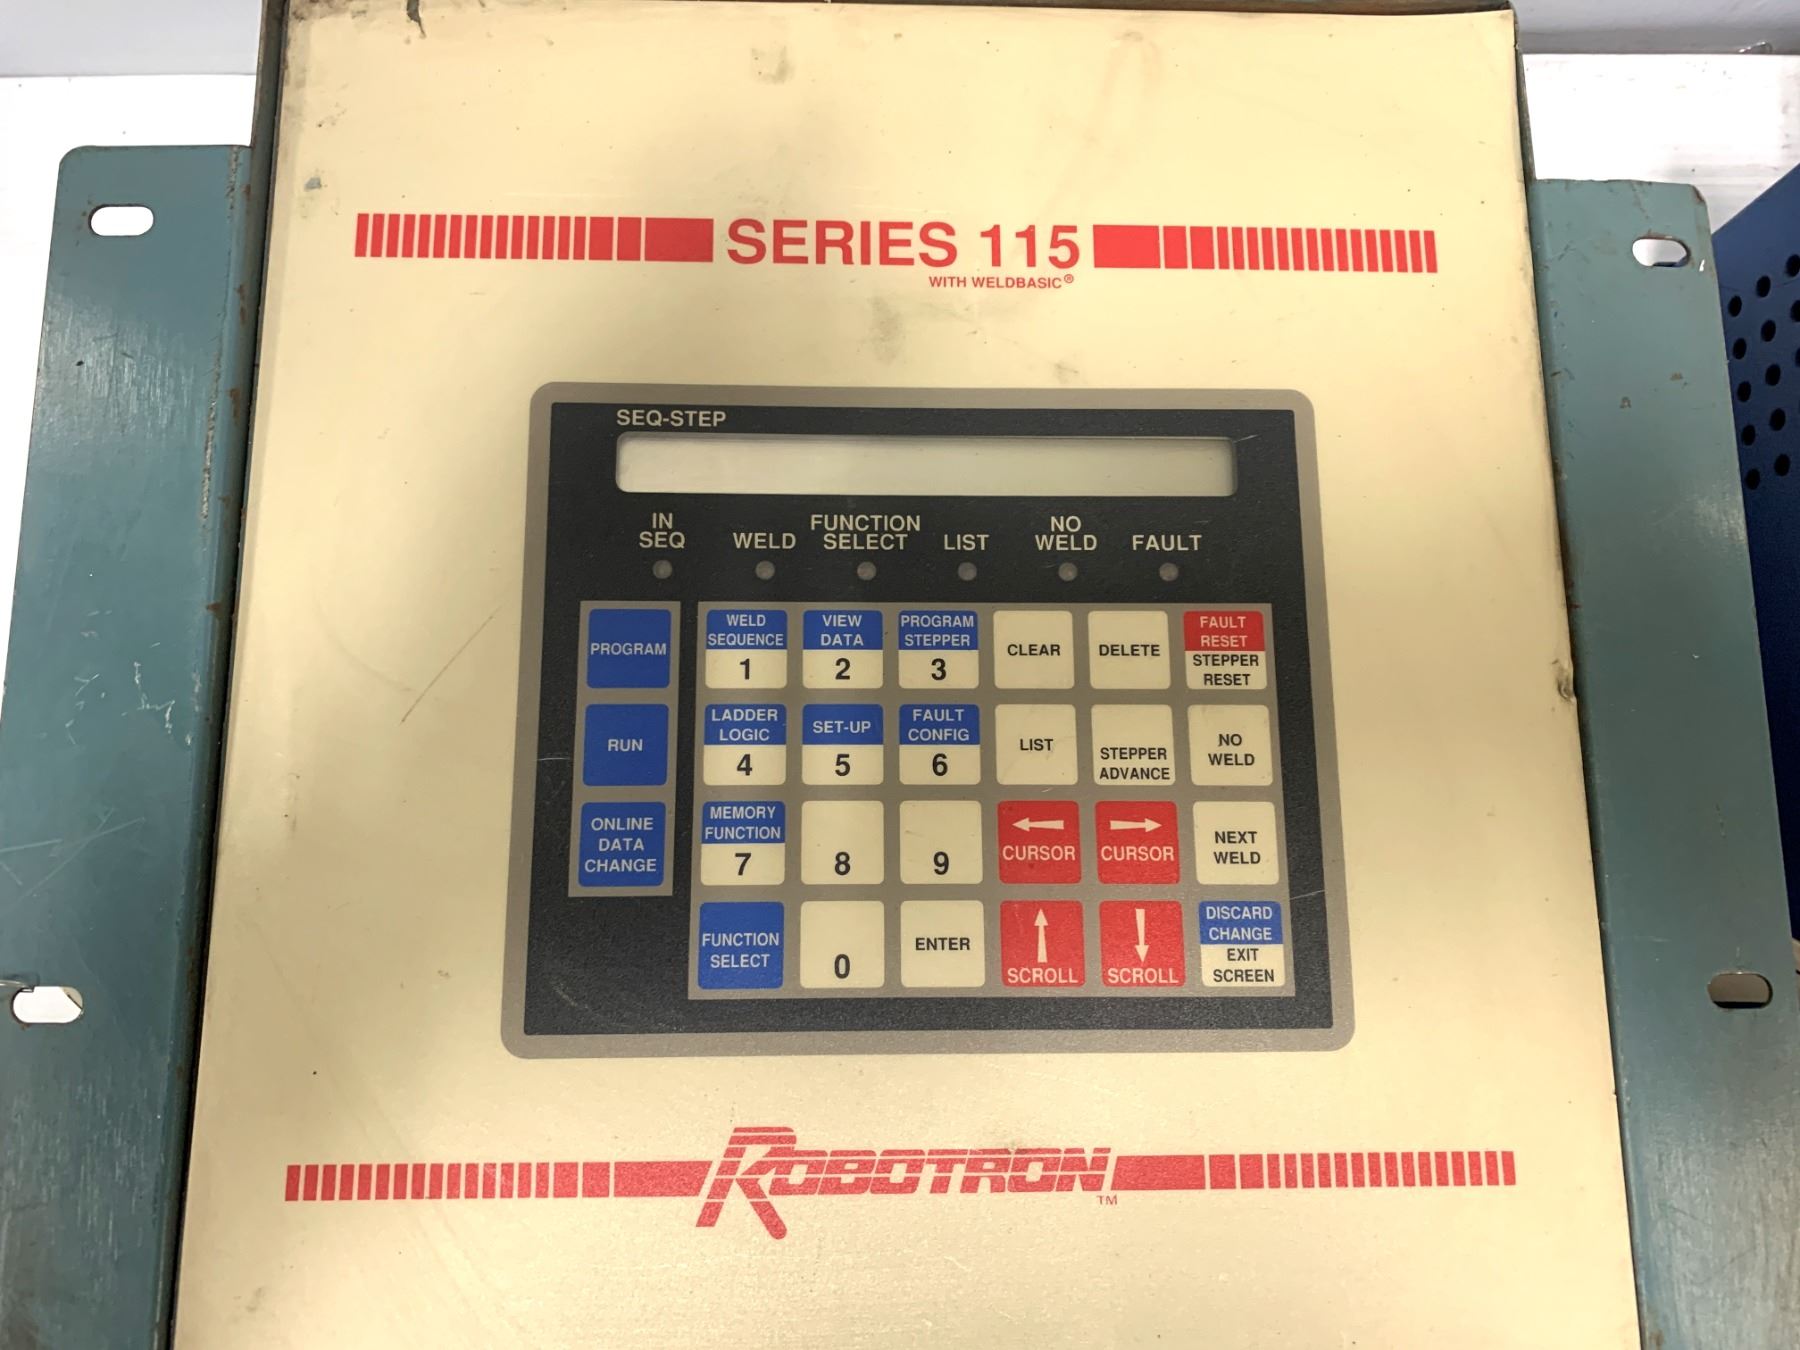 SERIES 115
WITH WELDBASIC®
SEQ-STEP
IN
SEQ
WELD
FUNCTION
SELECT
LIST
NO
WELD
FAULT
PROGRAM
WELD
SEQUENCE
1
VIEW
DATA
2
PROGRAM
STEPPER
3
CLEAR
DELETE
FAULT
RESET
STEPPER
RESET
RUN
LADDER
LOGIC
4
SET-UP
5
FAULT
CONFIG
6
LIST
STEPPER
ADVANCE
NO
WELD
ONLINE
DATA
CHANGE
MEMORY
FUNCTION
7
8
9
CURSOR
CURSOR
NEXT
WELD
FUNCTION
SELECT
0
ENTER
SCROLL
SCROLL
DISCARD
CHANGE
EXIT
SCREEN
ROBOTRON™